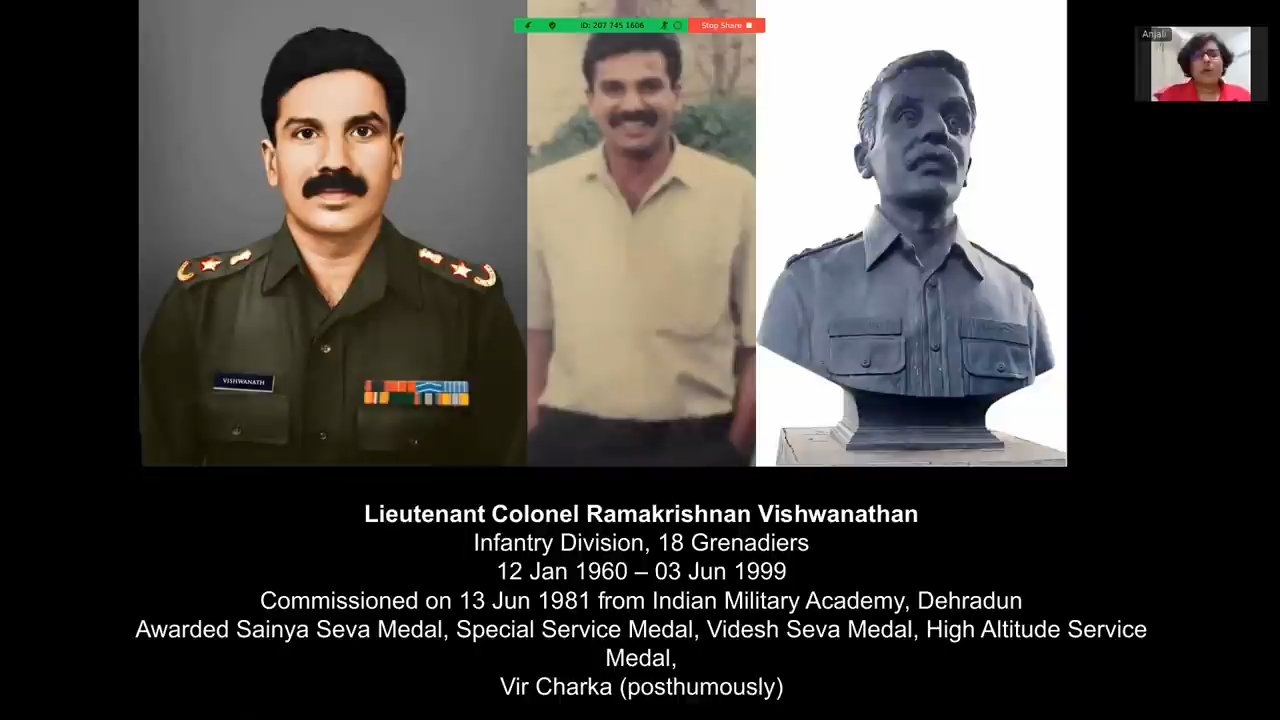 ID: 207 745 1606
Stop Share
Anjali
VISHWANATH
Lieutenant Colonel Ramakrishnan Vishwanathan
Infantry Division, 18 Grenadiers
12 Jan 1960 – 03 Jun 1999
Commissioned on 13 Jun 1981 from Indian Military Academy, Dehradun
Awarded Sainya Seva Medal, Special Service Medal, Videsh Seva Medal, High Altitude Service
Medal,
Vir Charka (posthumously)